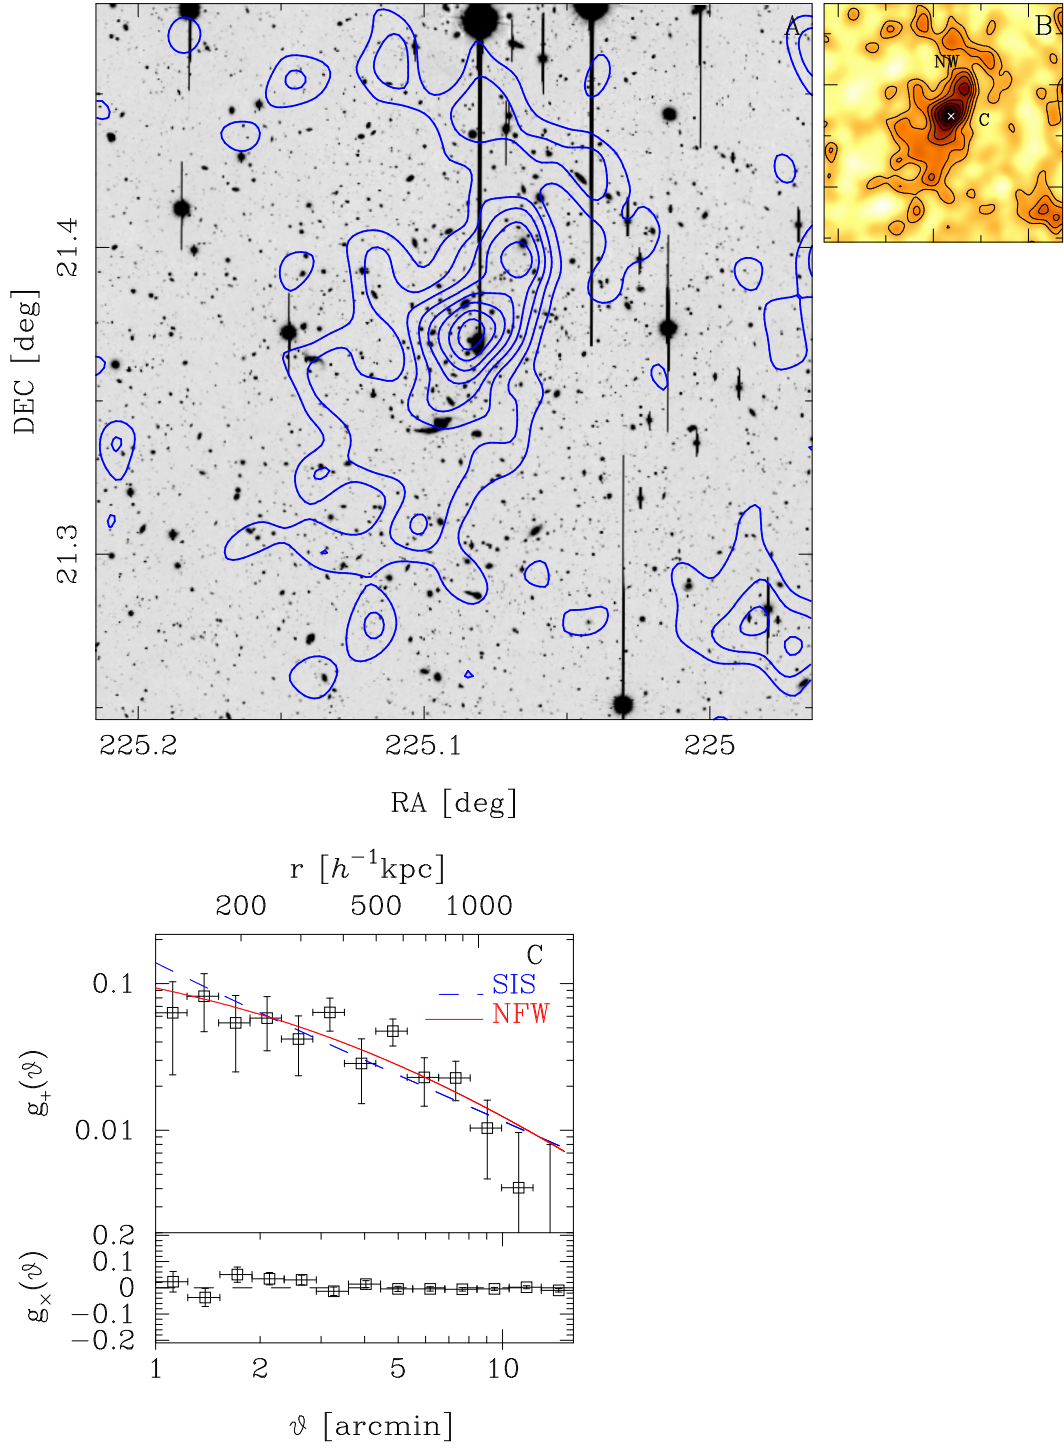 A
B
NW
C
21.4
21.3
DEC [deg]
225.2 225.1 225
RA [deg]
r [h⁻¹kpc]
200 500 1000
C
SIS
NFW
0.1
0.01
g₊(ϑ)
0.2
0.1
0
−0.1
−0.2
gₓ(ϑ)
1 2 5 10
ϑ [arcmin]